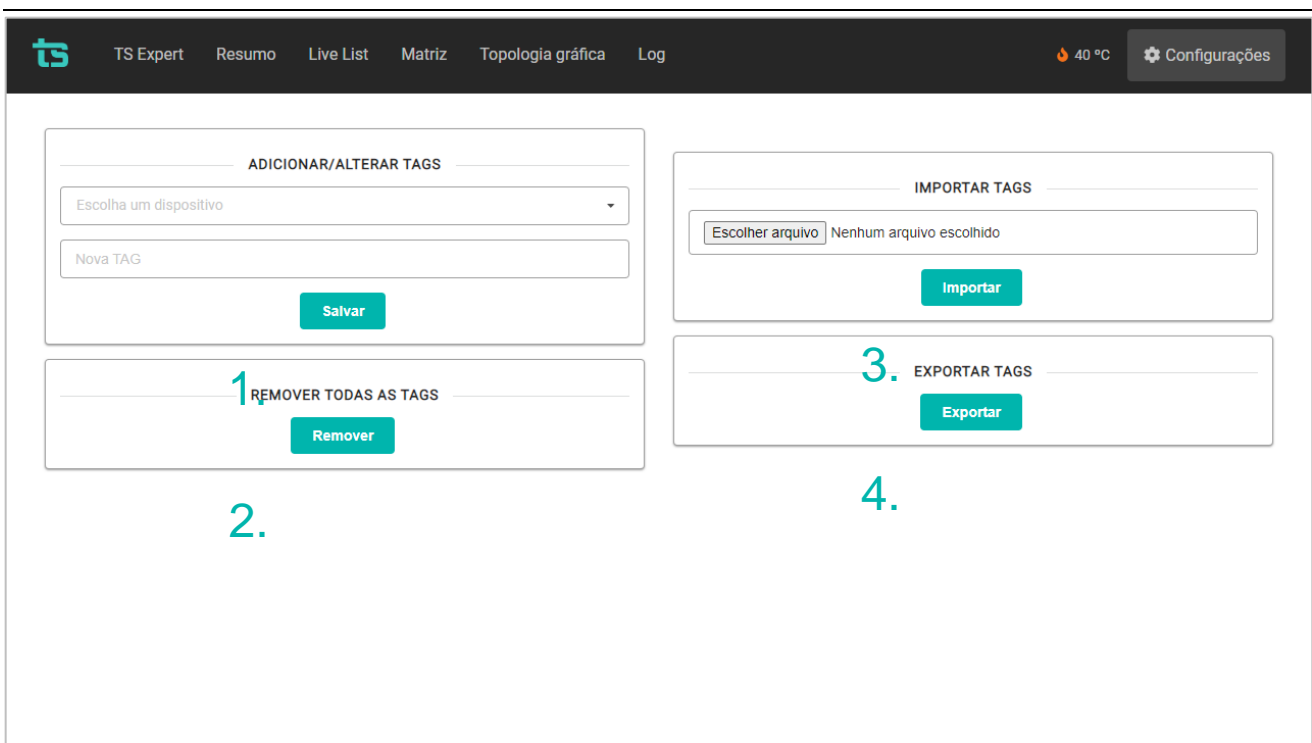 ts TS Expert Resumo Live List Matriz Topologia gráfica Log 40 ºC Configurações
ADICIONAR/ALTERAR TAGS
Escolha um dispositivo
Nova TAG
Salvar
1.
REMOVER TODAS AS TAGS
Remover
2.
IMPORTAR TAGS
Escolher arquivo Nenhum arquivo escolhido
Importar
3.
EXPORTAR TAGS
Exportar
4.